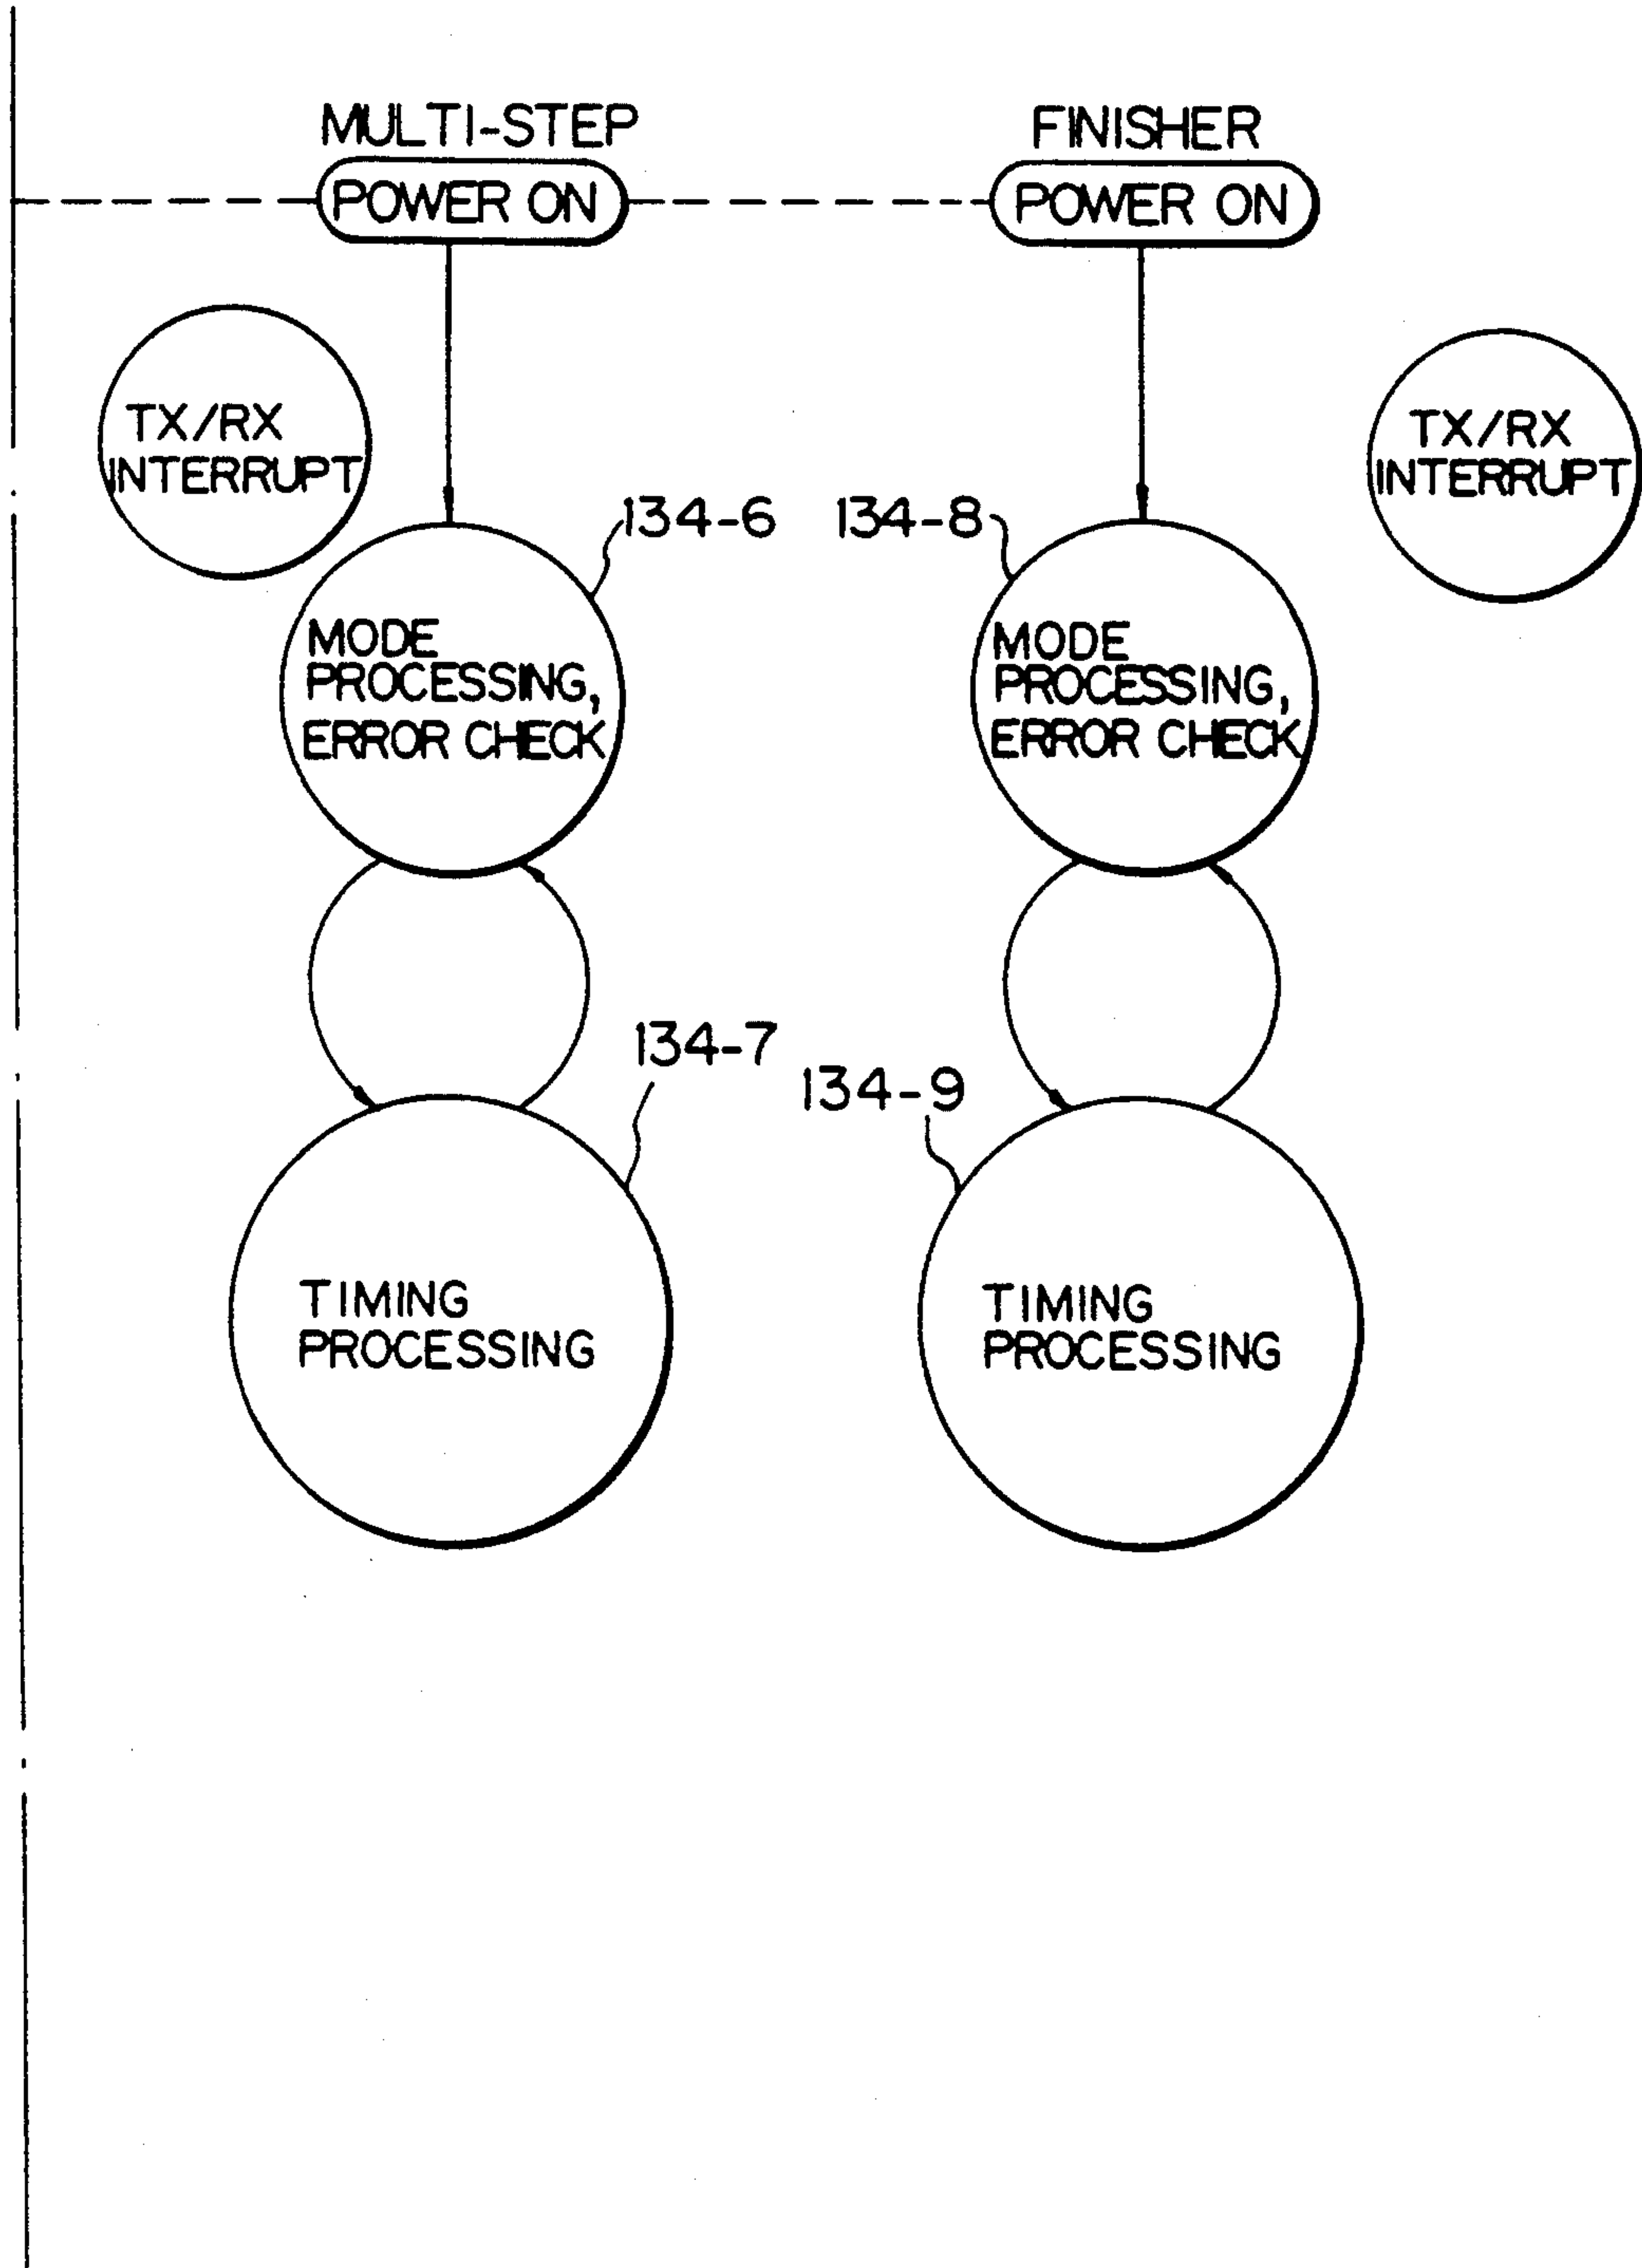 MULTI-STEP
POWER ON
FINISHER
POWER ON
TX/RX
INTERRUPT
TX/RX
INTERRUPT
134-6
134-8
MODE
PROCESSING,
ERROR CHECK
MODE
PROCESSING,
ERROR CHECK
134-7
134-9
TIMING
PROCESSING
TIMING
PROCESSING